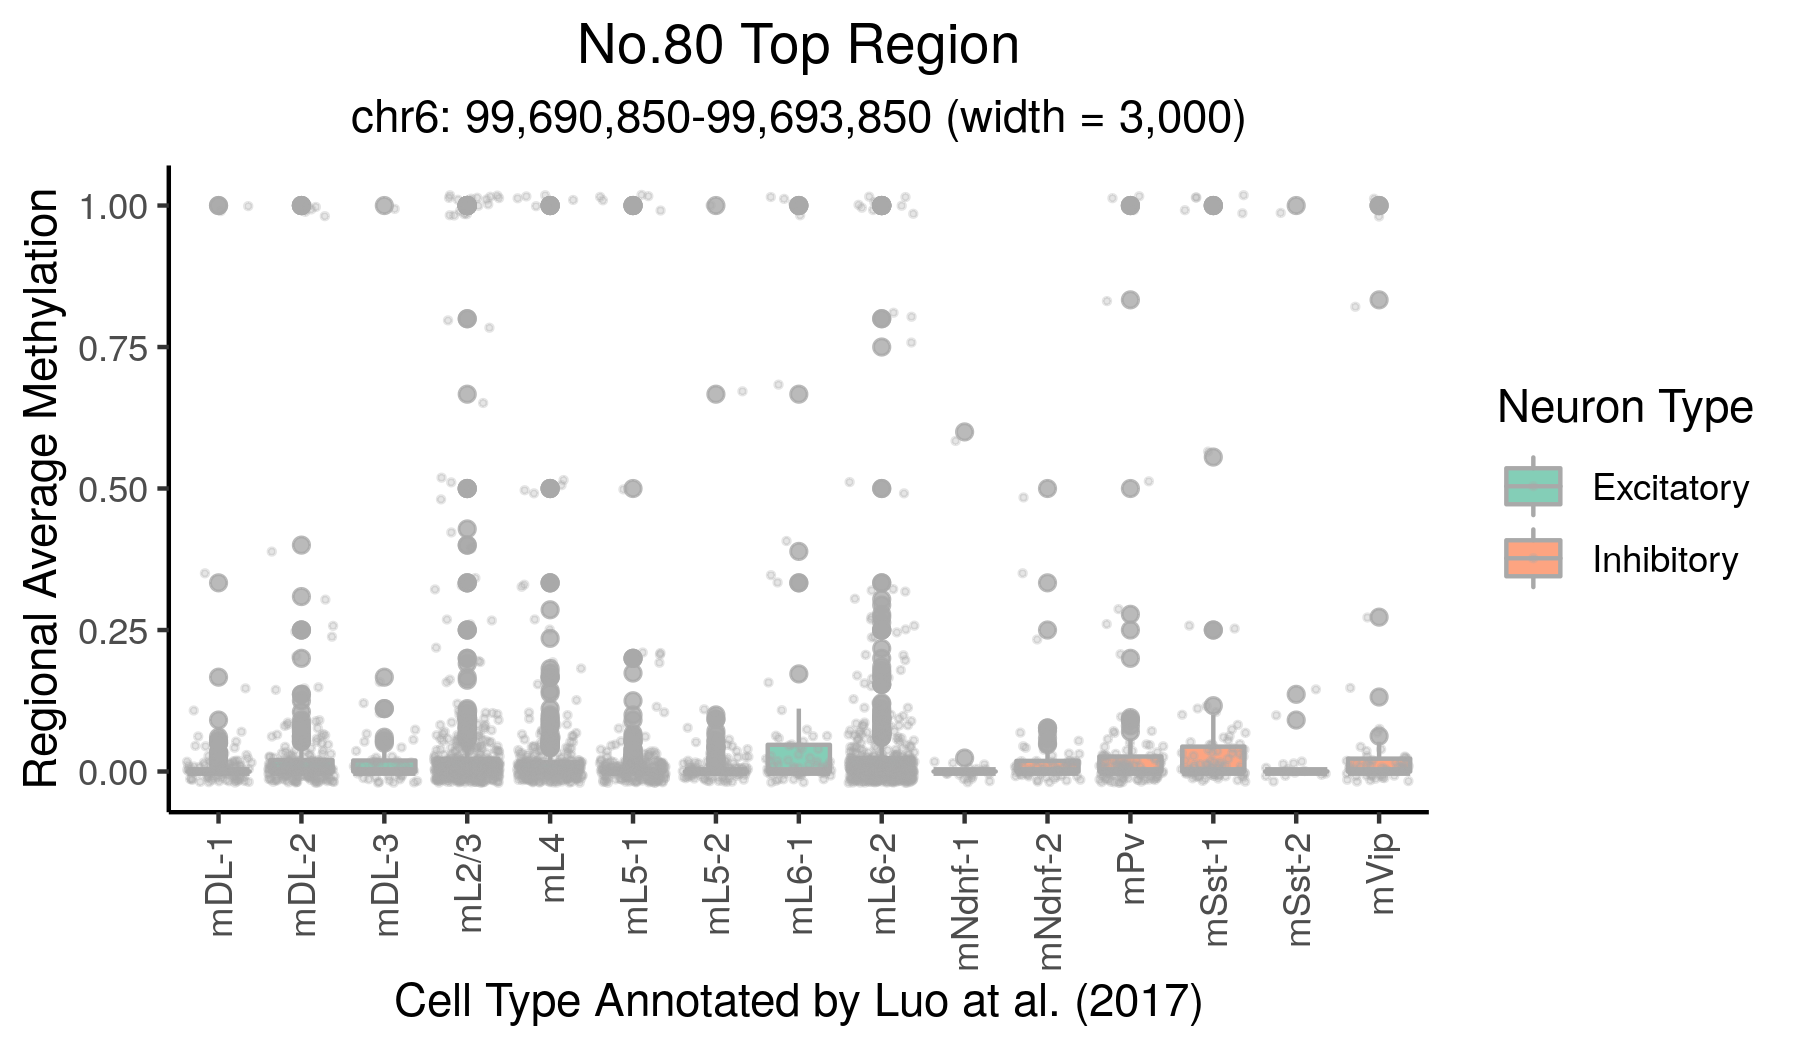 No.80 Top Region
chr6: 99,690,850-99,693,850 (width = 3,000)
Regional Average Methylation
1.00
0.75
0.50
0.25
0.00
mDL-1
mDL-2
mDL-3
mL2/3
mL4
mL5-1
mL5-2
mL6-1
mL6-2
mNdnf-1
mNdnf-2
mPv
mSst-1
mSst-2
mVip
Cell Type Annotated by Luo at al. (2017)
Neuron Type
Excitatory
Inhibitory